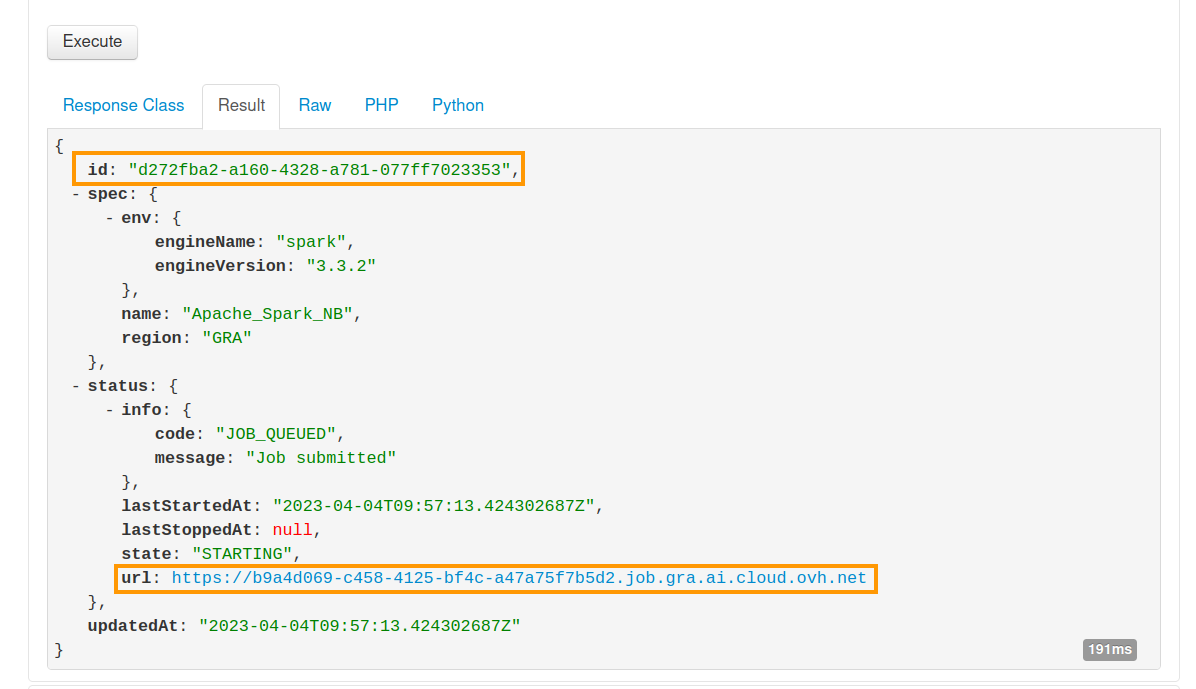 Execute
Response Class Result Raw PHP Python
{
id: "d272fba2-a160-4328-a781-077ff7023353",
- spec: {
- env: {
engineName: "spark",
engineVersion: "3.3.2"
},
name: "Apache_Spark_NB",
region: "GRA"
},
- status: {
- info: {
code: "JOB_QUEUED",
message: "Job submitted"
},
lastStartedAt: "2023-04-04T09:57:13.424302687Z",
lastStoppedAt: null,
state: "STARTING",
url: https://b9a4d069-c458-4125-bf4c-a47a75f7b5d2.job.gra.ai.cloud.ovh.net
},
updatedAt: "2023-04-04T09:57:13.424302687Z"
}
191ms